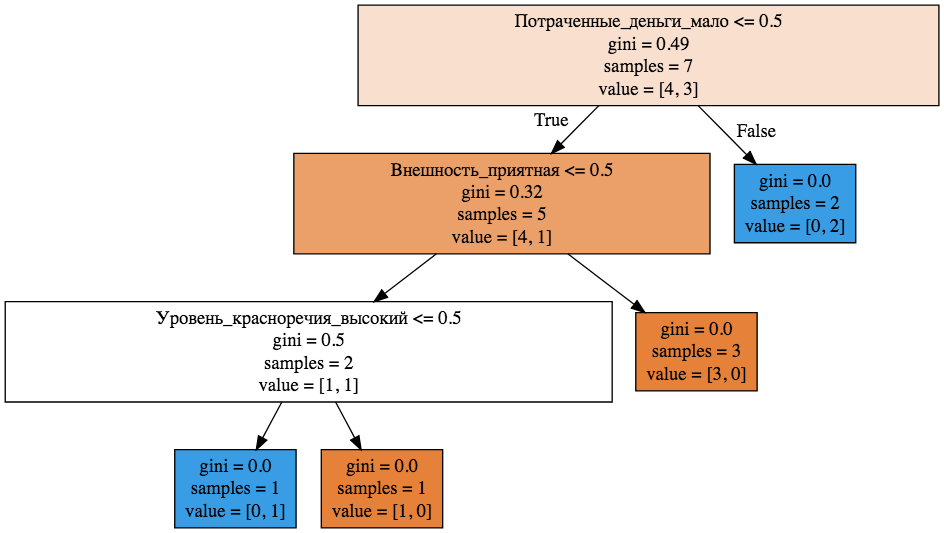 Потраченные_деньги_мало <= 0.5
gini = 0.49
samples = 7
value = [4, 3]
True
False
Внешность_приятная <= 0.5
gini = 0.32
samples = 5
value = [4, 1]
gini = 0.0
samples = 2
value = [0, 2]
Уровень_красноречия_высокий <= 0.5
gini = 0.5
samples = 2
value = [1, 1]
gini = 0.0
samples = 3
value = [3, 0]
gini = 0.0
samples = 1
value = [0, 1]
gini = 0.0
samples = 1
value = [1, 0]